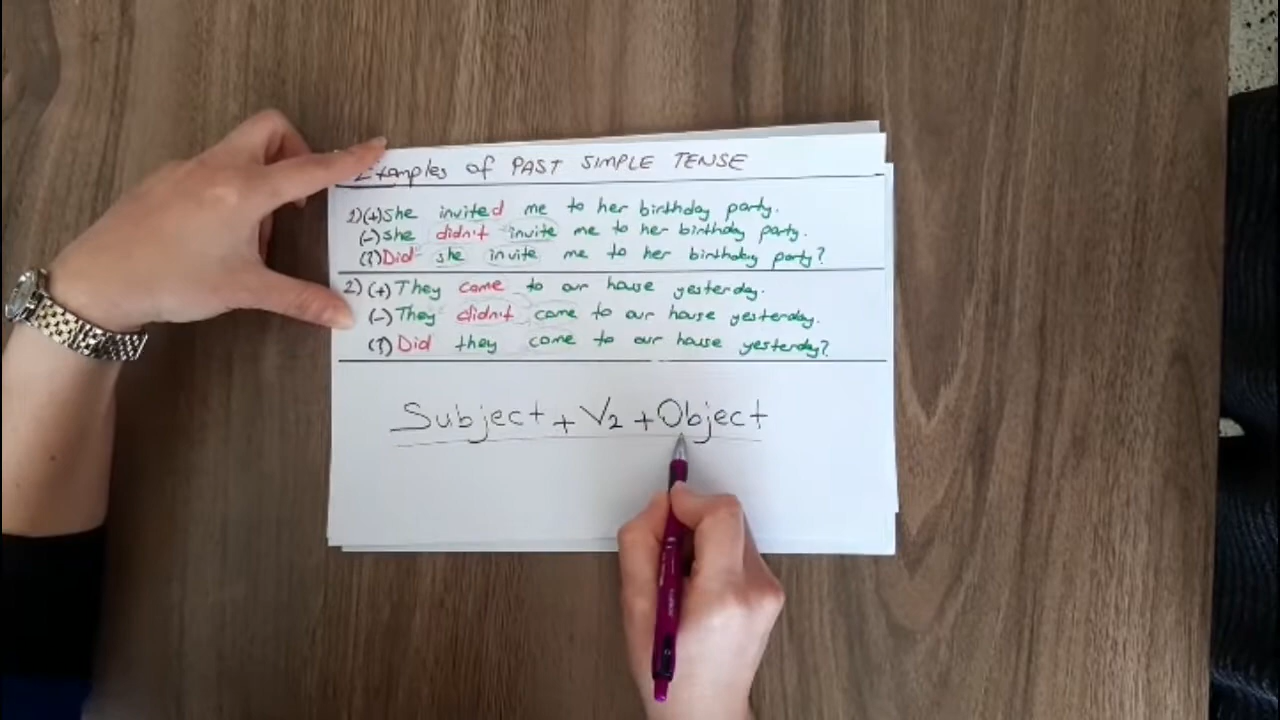 Examples of PAST SIMPLE TENSE
1)(+) She invited me to her birthday party.
(-) She didn't invite me to her birthday party.
(?) Did she invite me to her birthday party?
2) (+) They came to our house yesterday.
(-) They didn't come to our house yesterday.
(?) Did they come to our house yesterday?
Subject + V2 + Object